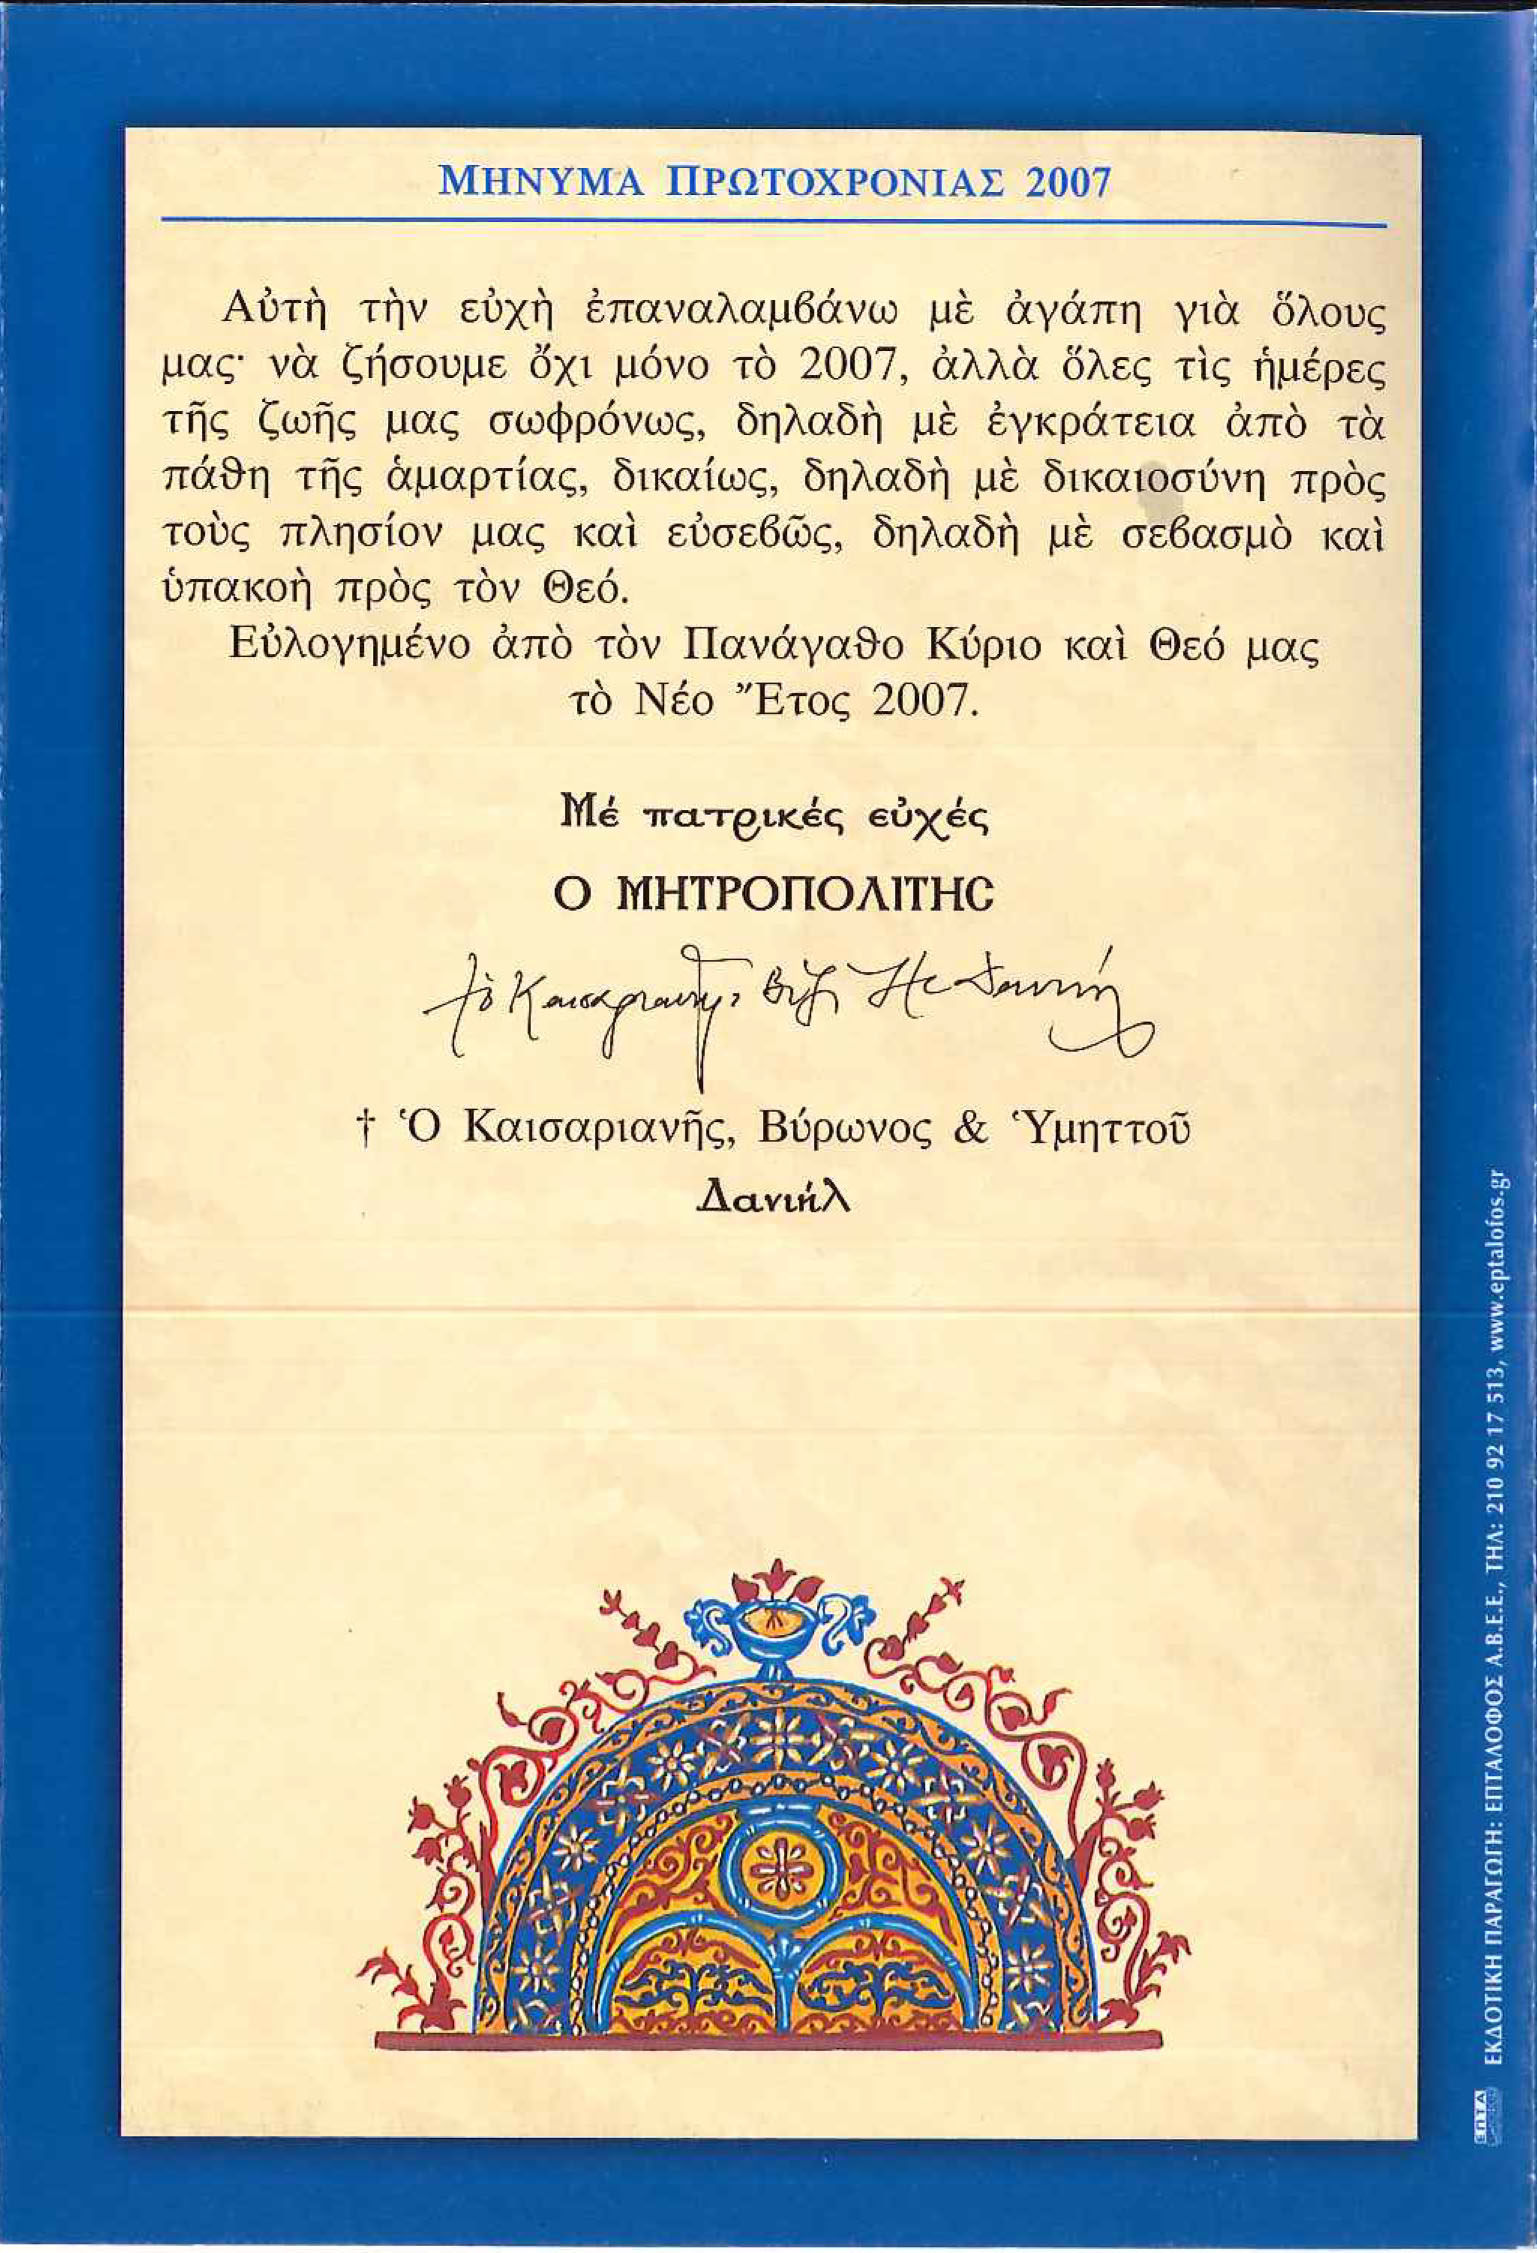 ΜΗΝΥΜΑ ΠΡΩΤΟΧΡΟΝΙΑΣ 2007
Αὐτὴ τὴν εὐχὴ ἐπαναλαμβάνω μὲ ἀγάπη γιὰ ὅλους
μας· νὰ ζήσουμε ὄχι μόνο τὸ 2007, ἀλλὰ ὅλες τὶς ἡμέρες
τῆς ζωῆς μας σωφρόνως, δηλαδὴ μὲ ἐγκράτεια ἀπὸ τὰ
πάθη τῆς ἁμαρτίας, δικαίως, δηλαδὴ μὲ δικαιοσύνη πρὸς
τοὺς πλησίον μας καὶ εὐσεβῶς, δηλαδὴ μὲ σεβασμὸ καὶ
ὑπακοὴ πρὸς τὸν Θεό.
Εὐλογημένο ἀπὸ τὸν Πανάγαθο Κύριο καὶ Θεό μας
τὸ Νέο Ἔτος 2007.
Μέ πατρικές εὐχές
Ο ΜΗΤΡΟΠΟΛΙΤΗС
† Ὁ Καισαριανῆς, Βύρωνος & Ὑμηττοῦ
Δανιήλ
ΕΚΔΟΤΙΚΗ ΠΑΡΑΓΩΓΗ: ΕΠΤΑΛΟΦΟΣ Α.Β.Ε.Ε., ΤΗΛ: 210 92 17 513, www.eptalofos.gr
ΕΠΤΑ